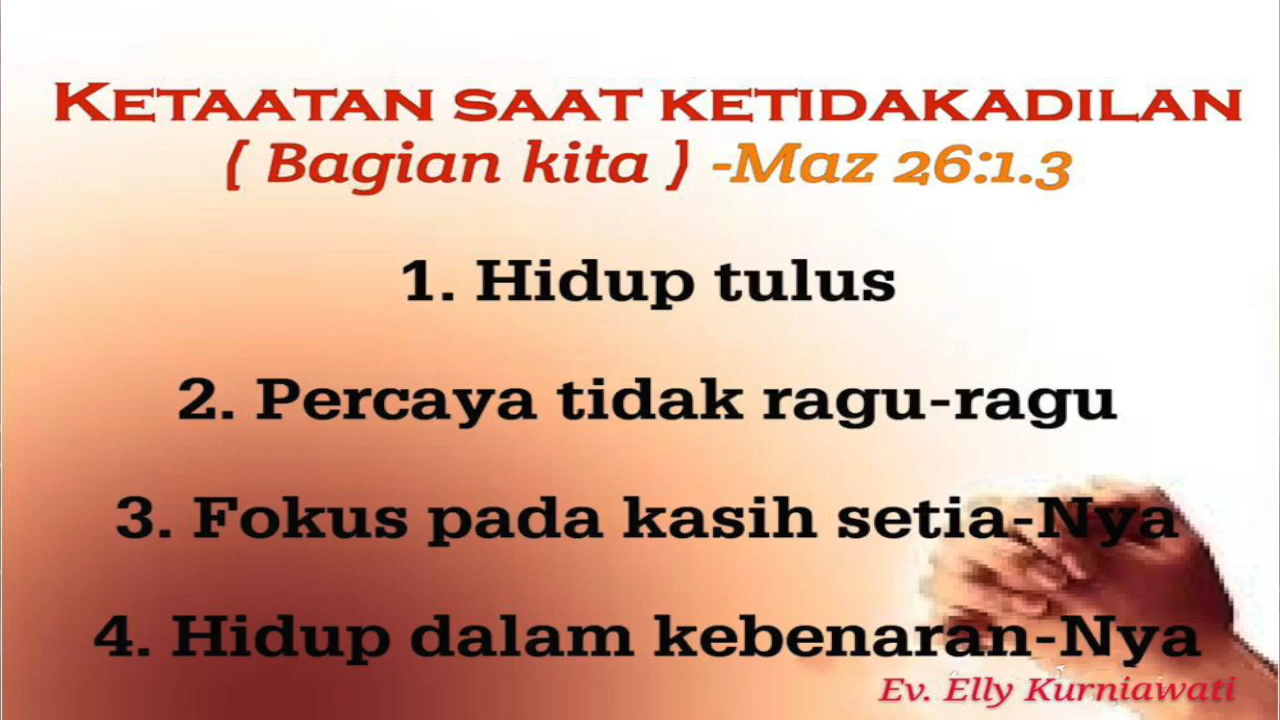 KETAATAN SAAT KETIDAKADILAN
( Bagian kita ) -Maz 26:1.3
1. Hidup tulus
2. Percaya tidak ragu-ragu
3. Fokus pada kasih setia-Nya
4. Hidup dalam kebenaran-Nya
Ev. Elly Kurniawati